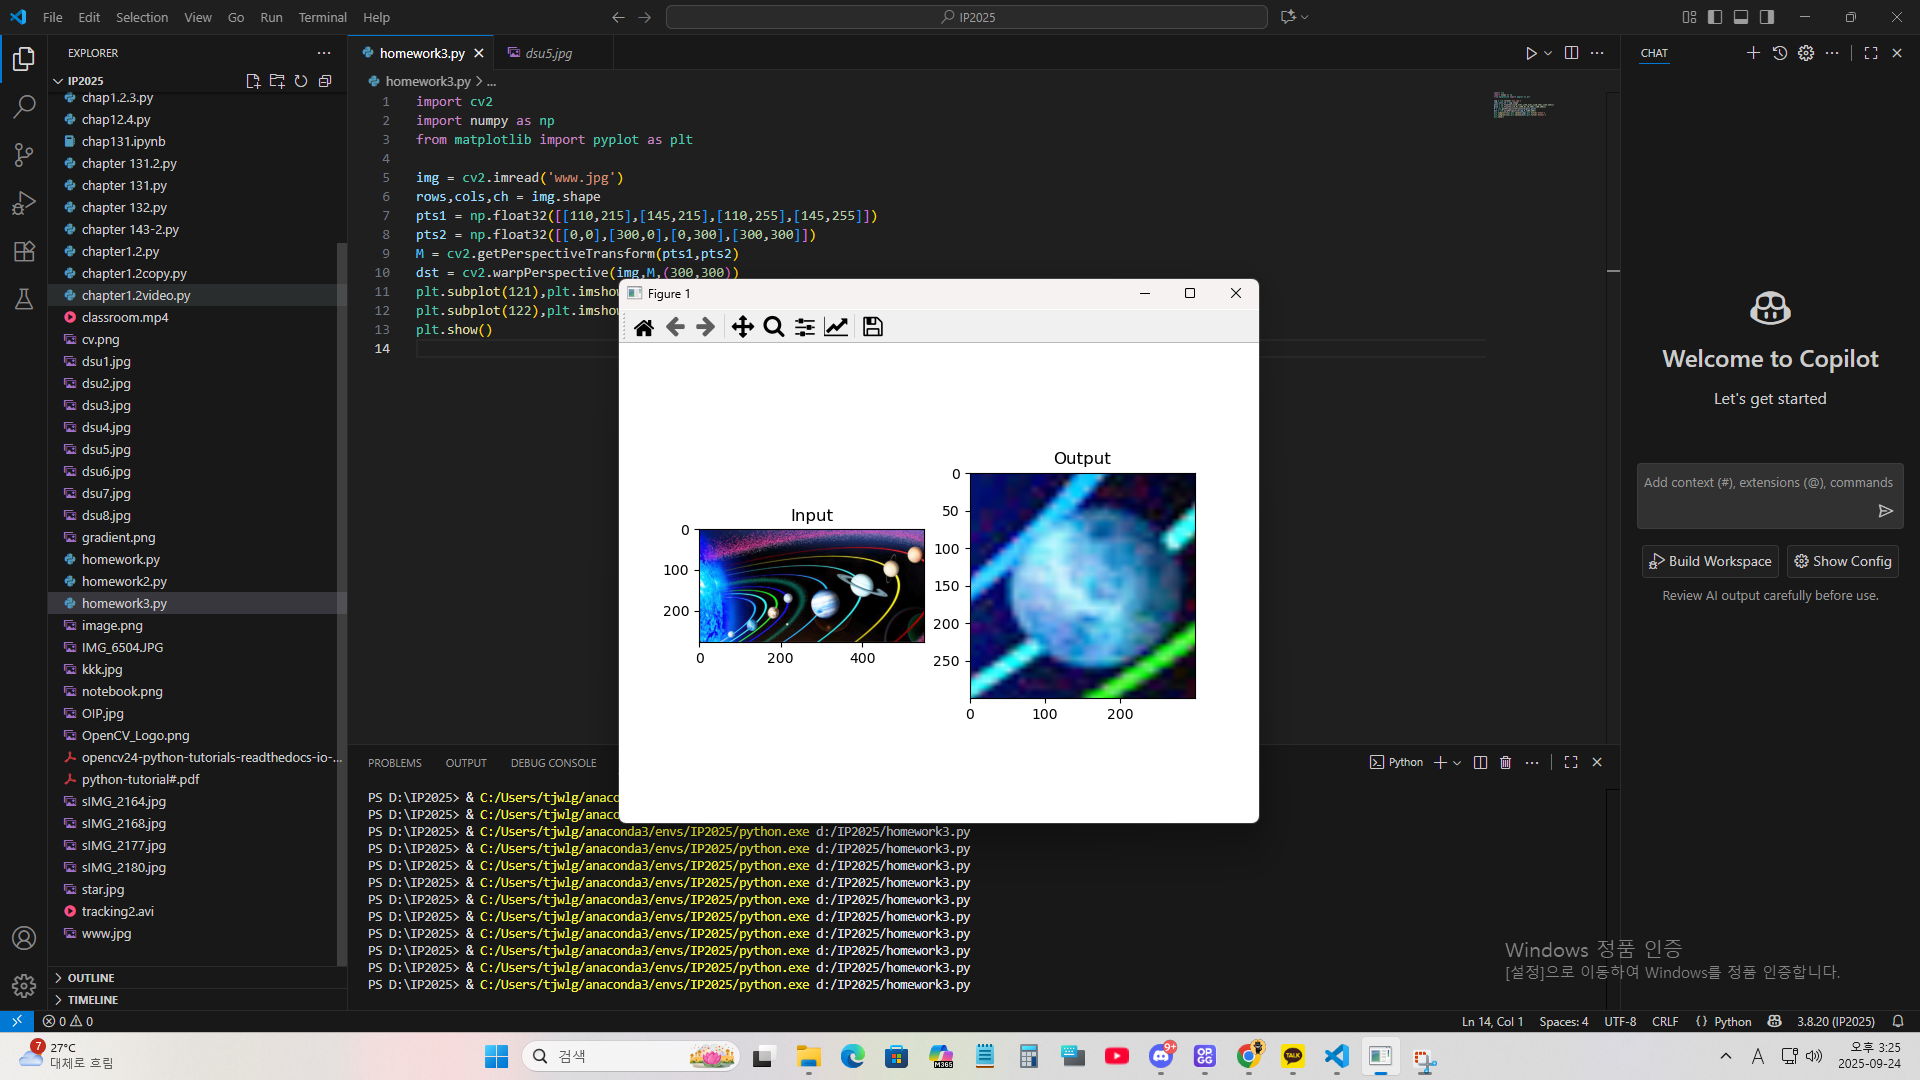 File Edit Selection View Go Run Terminal Help
IP2025
EXPLORER
IP2025
chap1.2.3.py
chap12.4.py
chap131.ipynb
chapter 131.2.py
chapter 131.py
chapter 132.py
chapter 143-2.py
chapter1.2.py
chapter1.2copy.py
chapter1.2video.py
classroom.mp4
cv.png
dsu1.jpg
dsu2.jpg
dsu3.jpg
dsu4.jpg
dsu5.jpg
dsu6.jpg
dsu7.jpg
dsu8.jpg
gradient.png
homework.py
homework2.py
homework3.py
image.png
IMG_6504.JPG
kkk.jpg
notebook.png
OIP.jpg
OpenCV_Logo.png
opencv24-python-tutorials-readthedocs-io-...
python-tutorial#.pdf
sIMG_2164.jpg
sIMG_2168.jpg
sIMG_2177.jpg
sIMG_2180.jpg
star.jpg
tracking2.avi
www.jpg
OUTLINE
TIMELINE
homework3.py
dsu5.jpg
homework3.py > ...
1 import cv2
2 import numpy as np
3 from matplotlib import pyplot as plt
4
5 img = cv2.imread('www.jpg')
6 rows,cols,ch = img.shape
7 pts1 = np.float32([[110,215],[145,215],[110,255],[145,255]])
8 pts2 = np.float32([[0,0],[300,0],[0,300],[300,300]])
9 M = cv2.getPerspectiveTransform(pts1,pts2)
10 dst = cv2.warpPerspective(img,M,(300,300))
11 plt.subplot(121),plt.imsho
12 plt.subplot(122),plt.imsho
13 plt.show()
14
Figure 1
Input
0
100
200
0 200 400
Output
0
50
100
150
200
250
0 100 200
PROBLEMS OUTPUT DEBUG CONSOLE
Python
PS D:\IP2025> & C:/Users/tjwlg/anaco
PS D:\IP2025> & C:/Users/tjwlg/anaco
PS D:\IP2025> & C:/Users/tjwlg/anaconda3/envs/IP2025/python.exe d:/IP2025/homework3.py
PS D:\IP2025> & C:/Users/tjwlg/anaconda3/envs/IP2025/python.exe d:/IP2025/homework3.py
PS D:\IP2025> & C:/Users/tjwlg/anaconda3/envs/IP2025/python.exe d:/IP2025/homework3.py
PS D:\IP2025> & C:/Users/tjwlg/anaconda3/envs/IP2025/python.exe d:/IP2025/homework3.py
PS D:\IP2025> & C:/Users/tjwlg/anaconda3/envs/IP2025/python.exe d:/IP2025/homework3.py
PS D:\IP2025> & C:/Users/tjwlg/anaconda3/envs/IP2025/python.exe d:/IP2025/homework3.py
PS D:\IP2025> & C:/Users/tjwlg/anaconda3/envs/IP2025/python.exe d:/IP2025/homework3.py
PS D:\IP2025> & C:/Users/tjwlg/anaconda3/envs/IP2025/python.exe d:/IP2025/homework3.py
PS D:\IP2025> & C:/Users/tjwlg/anaconda3/envs/IP2025/python.exe d:/IP2025/homework3.py
PS D:\IP2025> & C:/Users/tjwlg/anaconda3/envs/IP2025/python.exe d:/IP2025/homework3.py
CHAT
Welcome to Copilot
Let's get started
Add context (#), extensions (@), commands
Build Workspace
Show Config
Review AI output carefully before use.
Windows 정품 인증
[설정]으로 이동하여 Windows를 정품 인증합니다.
0 0
Ln 14, Col 1 Spaces: 4 UTF-8 CRLF {} Python 3.8.20 (IP2025)
7
27°C
대체로 흐림
검색
M365
9+
OP.GG
TALK
A
오후 3:25
2025-09-24